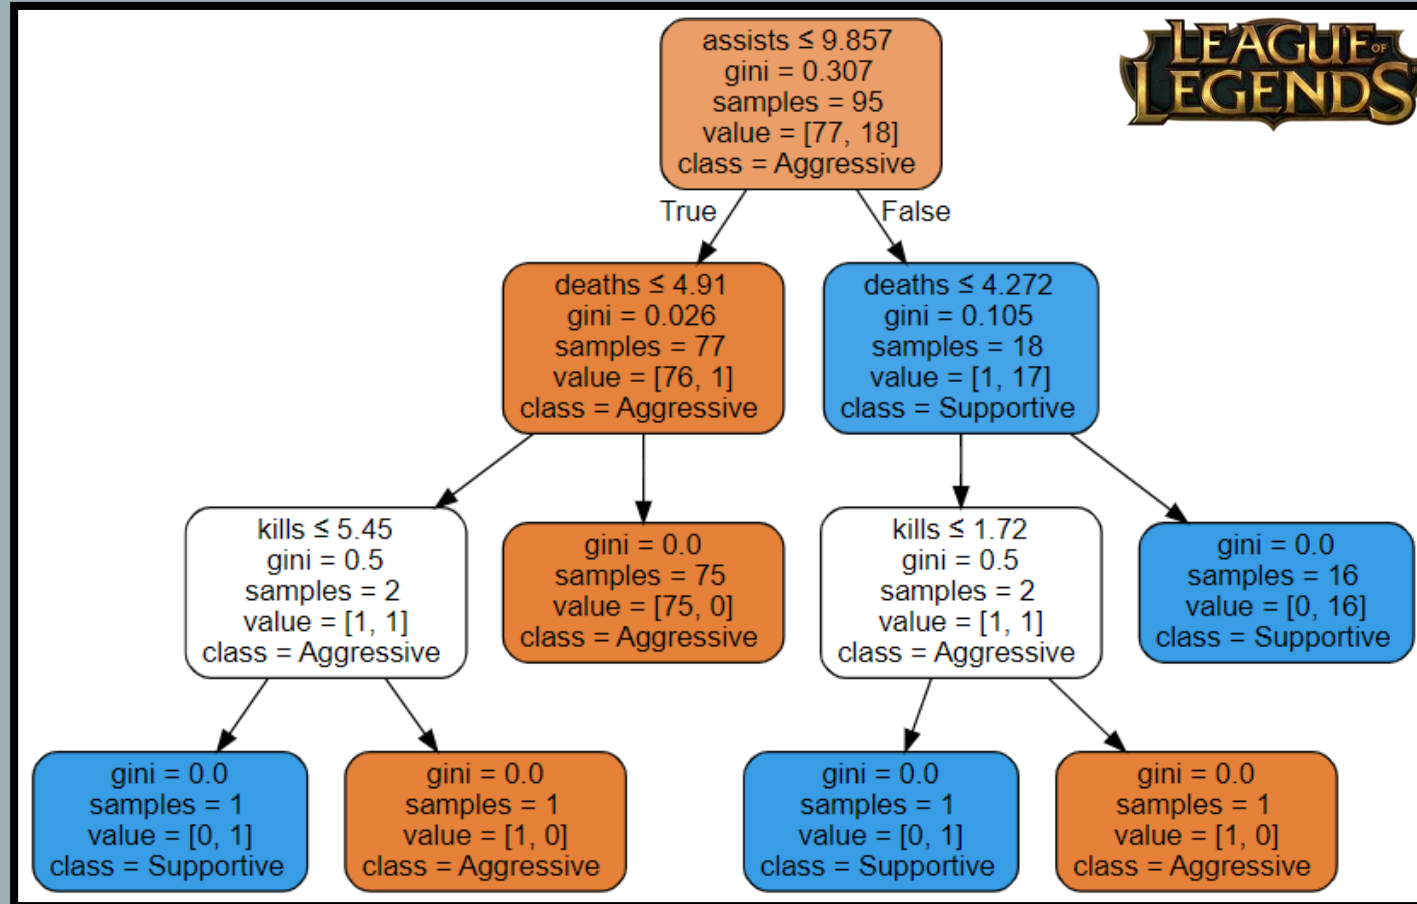 LEAGUE OF
LEGENDS
assists ≤ 9.857
gini = 0.307
samples = 95
value = [77, 18]
class = Aggressive
True
False
deaths ≤ 4.91
gini = 0.026
samples = 77
value = [76, 1]
class = Aggressive
deaths ≤ 4.272
gini = 0.105
samples = 18
value = [1, 17]
class = Supportive
kills ≤ 5.45
gini = 0.5
samples = 2
value = [1, 1]
class = Aggressive
gini = 0.0
samples = 75
value = [75, 0]
class = Aggressive
kills ≤ 1.72
gini = 0.5
samples = 2
value = [1, 1]
class = Aggressive
gini = 0.0
samples = 16
value = [0, 16]
class = Supportive
gini = 0.0
samples = 1
value = [0, 1]
class = Supportive
gini = 0.0
samples = 1
value = [1, 0]
class = Aggressive
gini = 0.0
samples = 1
value = [0, 1]
class = Supportive
gini = 0.0
samples = 1
value = [1, 0]
class = Aggressive